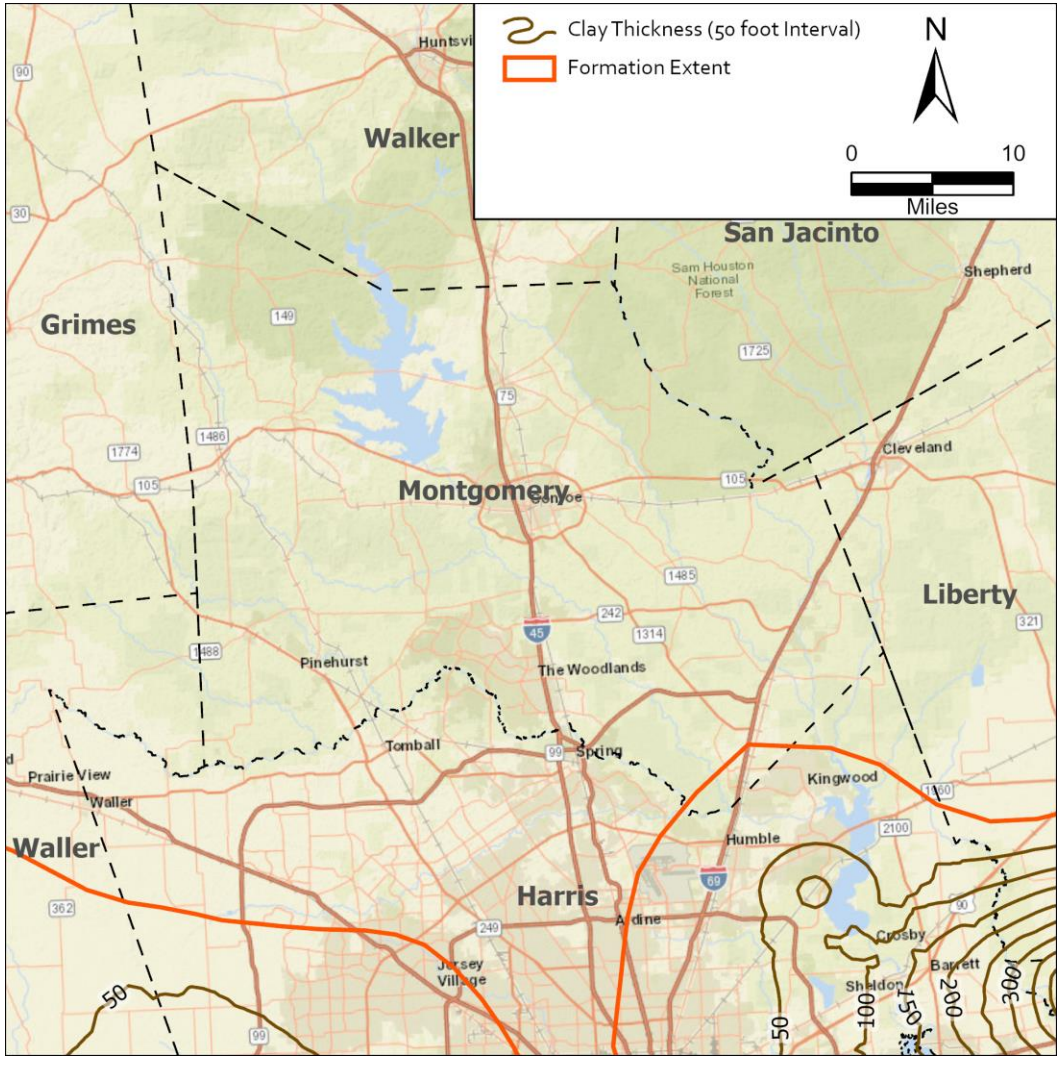 Clay Thickness (50 foot Interval)
Formation Extent
N
0 10
Miles
Huntsvi
90
Walker
30
San Jacinto
Sam Houston
National
Forest
Shepherd
Grimes
149
1725
75
1486
1774
105
Cleveland
105
Montgomery
Conroe
1485
Liberty
242
321
45
1314
1488
Pinehurst
The Woodlands
Tomball
99
Spring
d
Prairie View
Kingwood
Waller
1960
2100
Humble
Waller
69
Harris
362
90
249
Aldine
Crosby
Jersey
Village
Barrett
Sheldon
50
300
200
150
100
50
99